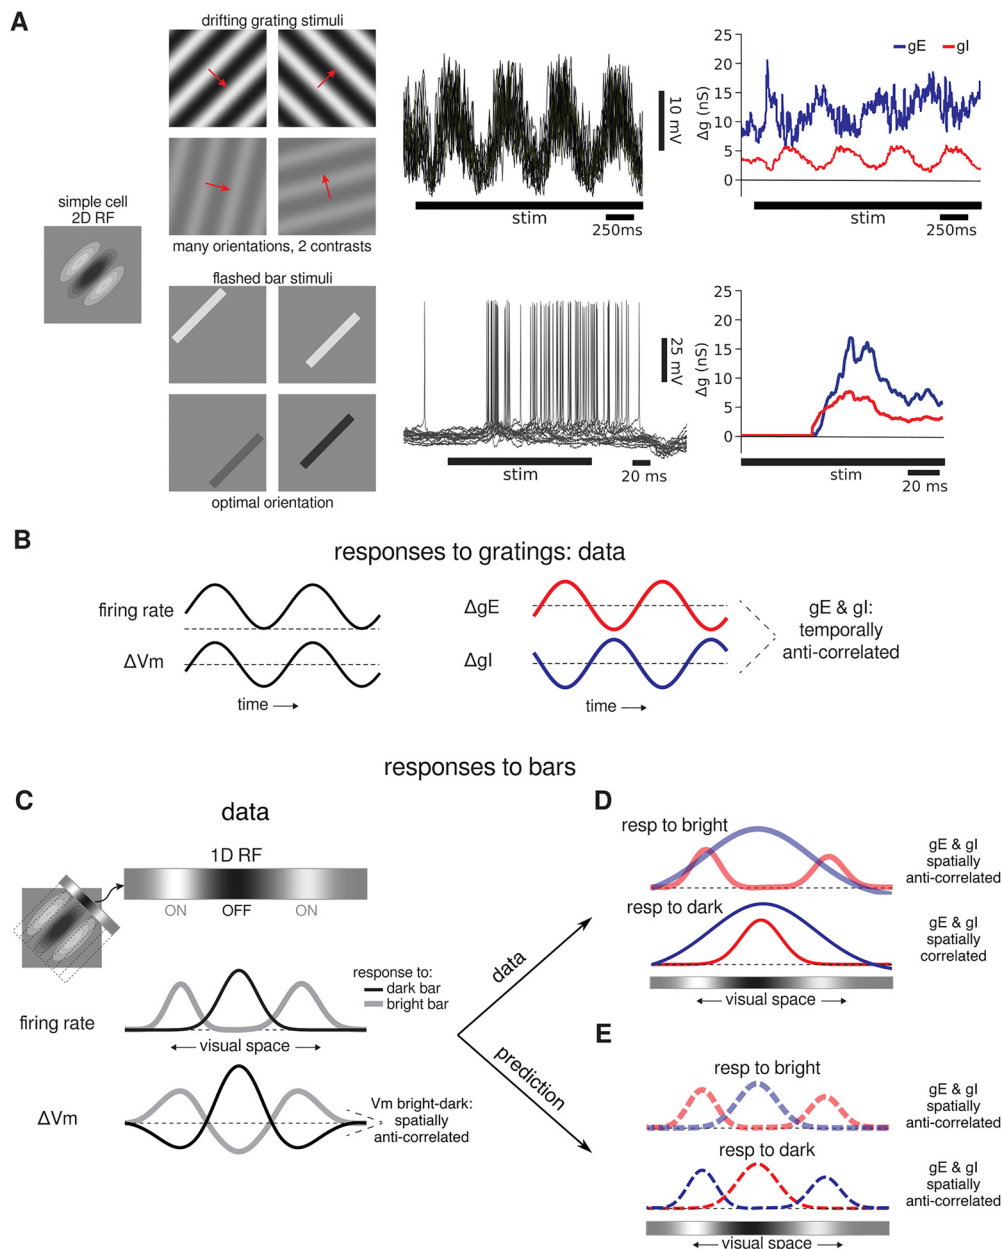 A
drifting grating stimuli
simple cell
2D RF
many orientations, 2 contrasts
flashed bar stimuli
optimal orientation
10 mV
stim
250ms
gE
gI
Δg (nS)
25
20
15
10
5
0
stim
250ms
25 mV
stim
20 ms
Δg (nS)
25
20
15
10
5
0
stim
20 ms
B
responses to gratings: data
firing rate
ΔVm
time
ΔgE
ΔgI
time
gE & gI:
temporally
anti-correlated
responses to bars
C
data
1D RF
ON
OFF
ON
response to:
dark bar
bright bar
firing rate
visual space
ΔVm
Vm bright-dark:
spatially
anti-correlated
data
prediction
D
resp to bright
gE & gI
spatially
anti-correlated
resp to dark
gE & gI
spatially
correlated
visual space
E
resp to bright
gE & gI
spatially
anti-correlated
resp to dark
gE & gI
spatially
anti-correlated
visual space